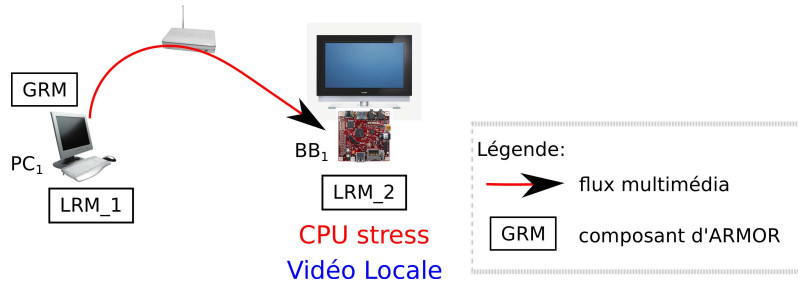 GRM
PC1
LRM_1
BB1
LRM_2
CPU stress
Vidéo Locale
Légende:
flux multimédia
GRM
composant d'ARMOR